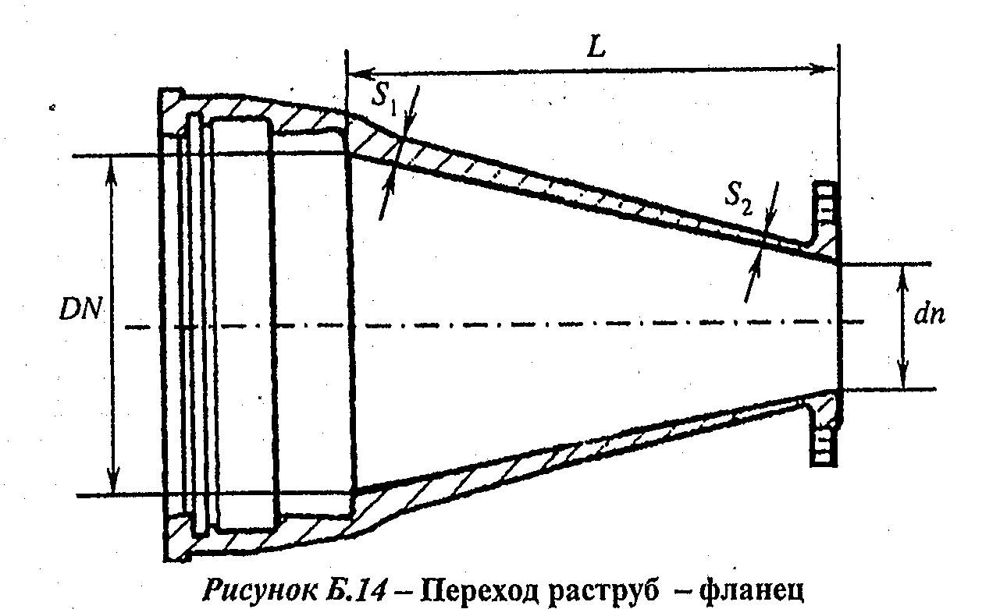 L
S₁
S₂
DN
dn
Рисунок Б.14 – Переход раструб – фланец